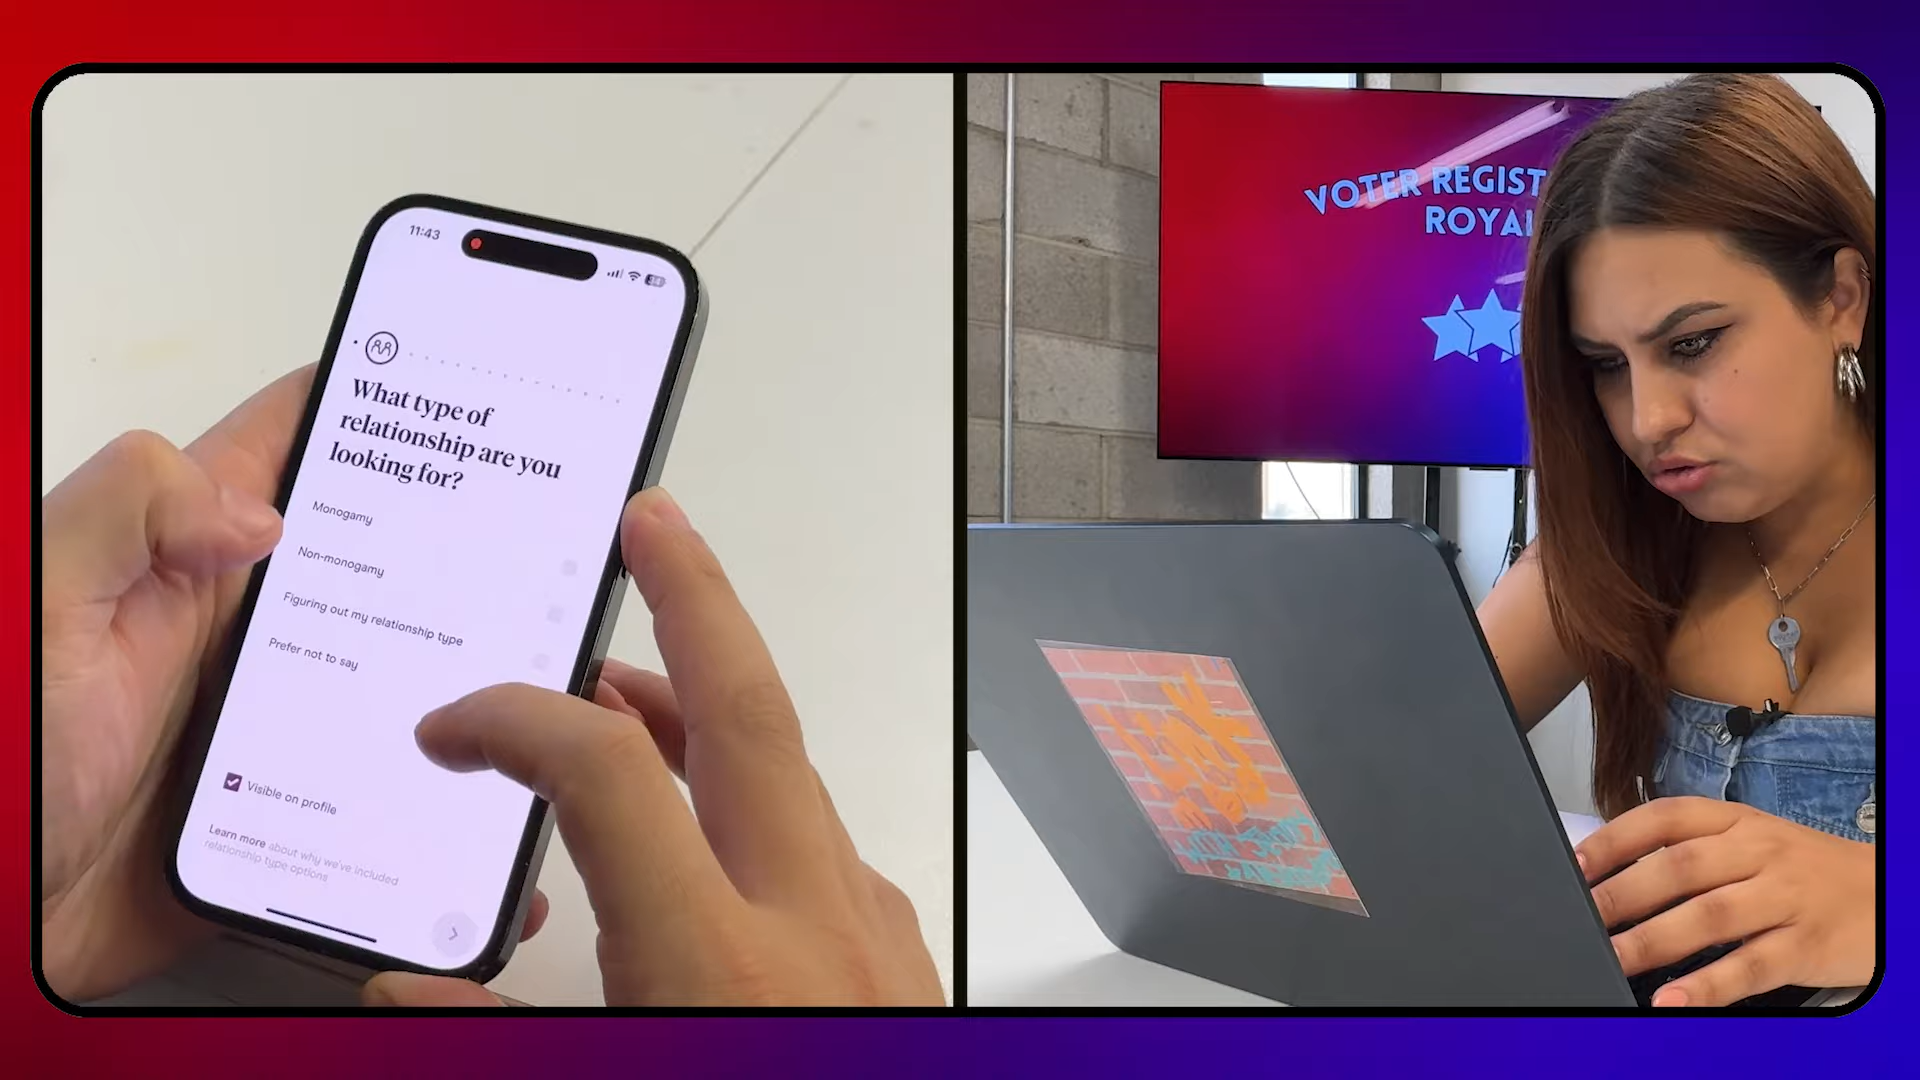 11:43
What type of
relationship are you
looking for?
Monogamy
Non-monogamy
Figuring out my relationship type
Prefer not to say
Visible on profile
Learn more about why we've included
relationship type options
VOTER REGIST
ROYAL